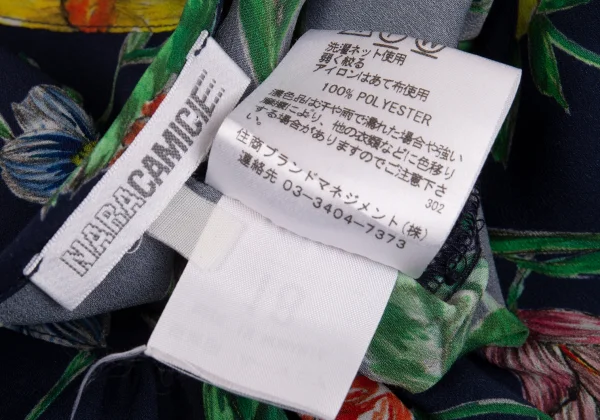 NARACAMICIE
洗濯ネット使用
弱く絞る
アイロンはあて布使用
100% POLYESTER
濃色品は汗や雨で濡れた場合や強い
摩擦により、他の衣類などに色移り
する場合がありますのでご注意下さ
い。
302
住商ブランドマネジメント(株)
連絡先 03-3404-7373